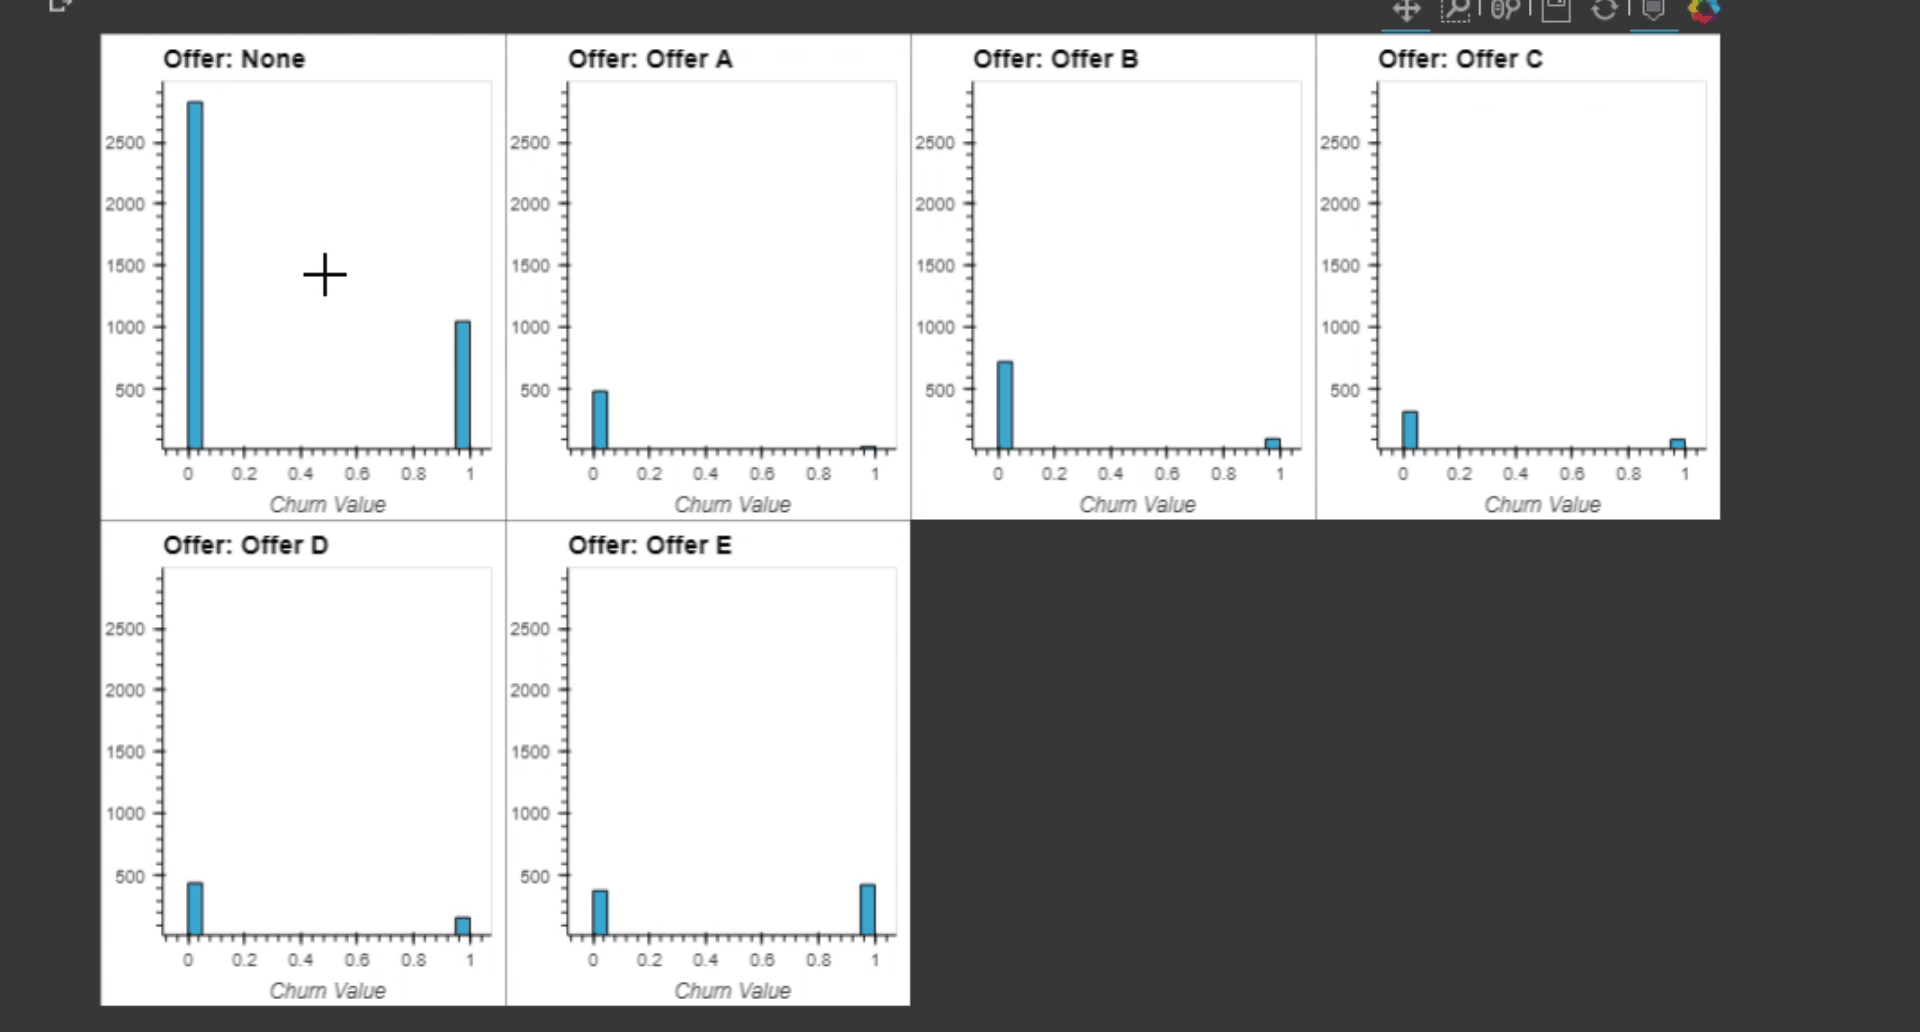 Offer: None
2500
2000
1500
1000
500
0 0.2 0.4 0.6 0.8 1
Churn Value
Offer: Offer A
2500
2000
1500
1000
500
0 0.2 0.4 0.6 0.8 1
Churn Value
Offer: Offer B
2500
2000
1500
1000
500
0 0.2 0.4 0.6 0.8 1
Churn Value
Offer: Offer C
2500
2000
1500
1000
500
0 0.2 0.4 0.6 0.8 1
Churn Value
Offer: Offer D
2500
2000
1500
1000
500
0 0.2 0.4 0.6 0.8 1
Churn Value
Offer: Offer E
2500
2000
1500
1000
500
0 0.2 0.4 0.6 0.8 1
Churn Value